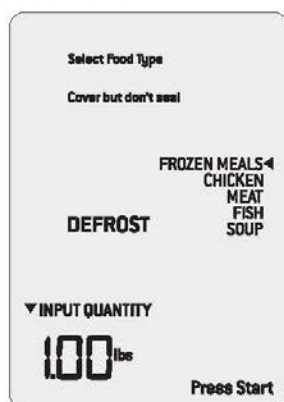 Select Food Type
Cover but don't seal
FROZEN MEALS◄
CHICKEN
MEAT
FISH
DEFROST SOUP
▼INPUT QUANTITY
1.00 lbs
Press Start